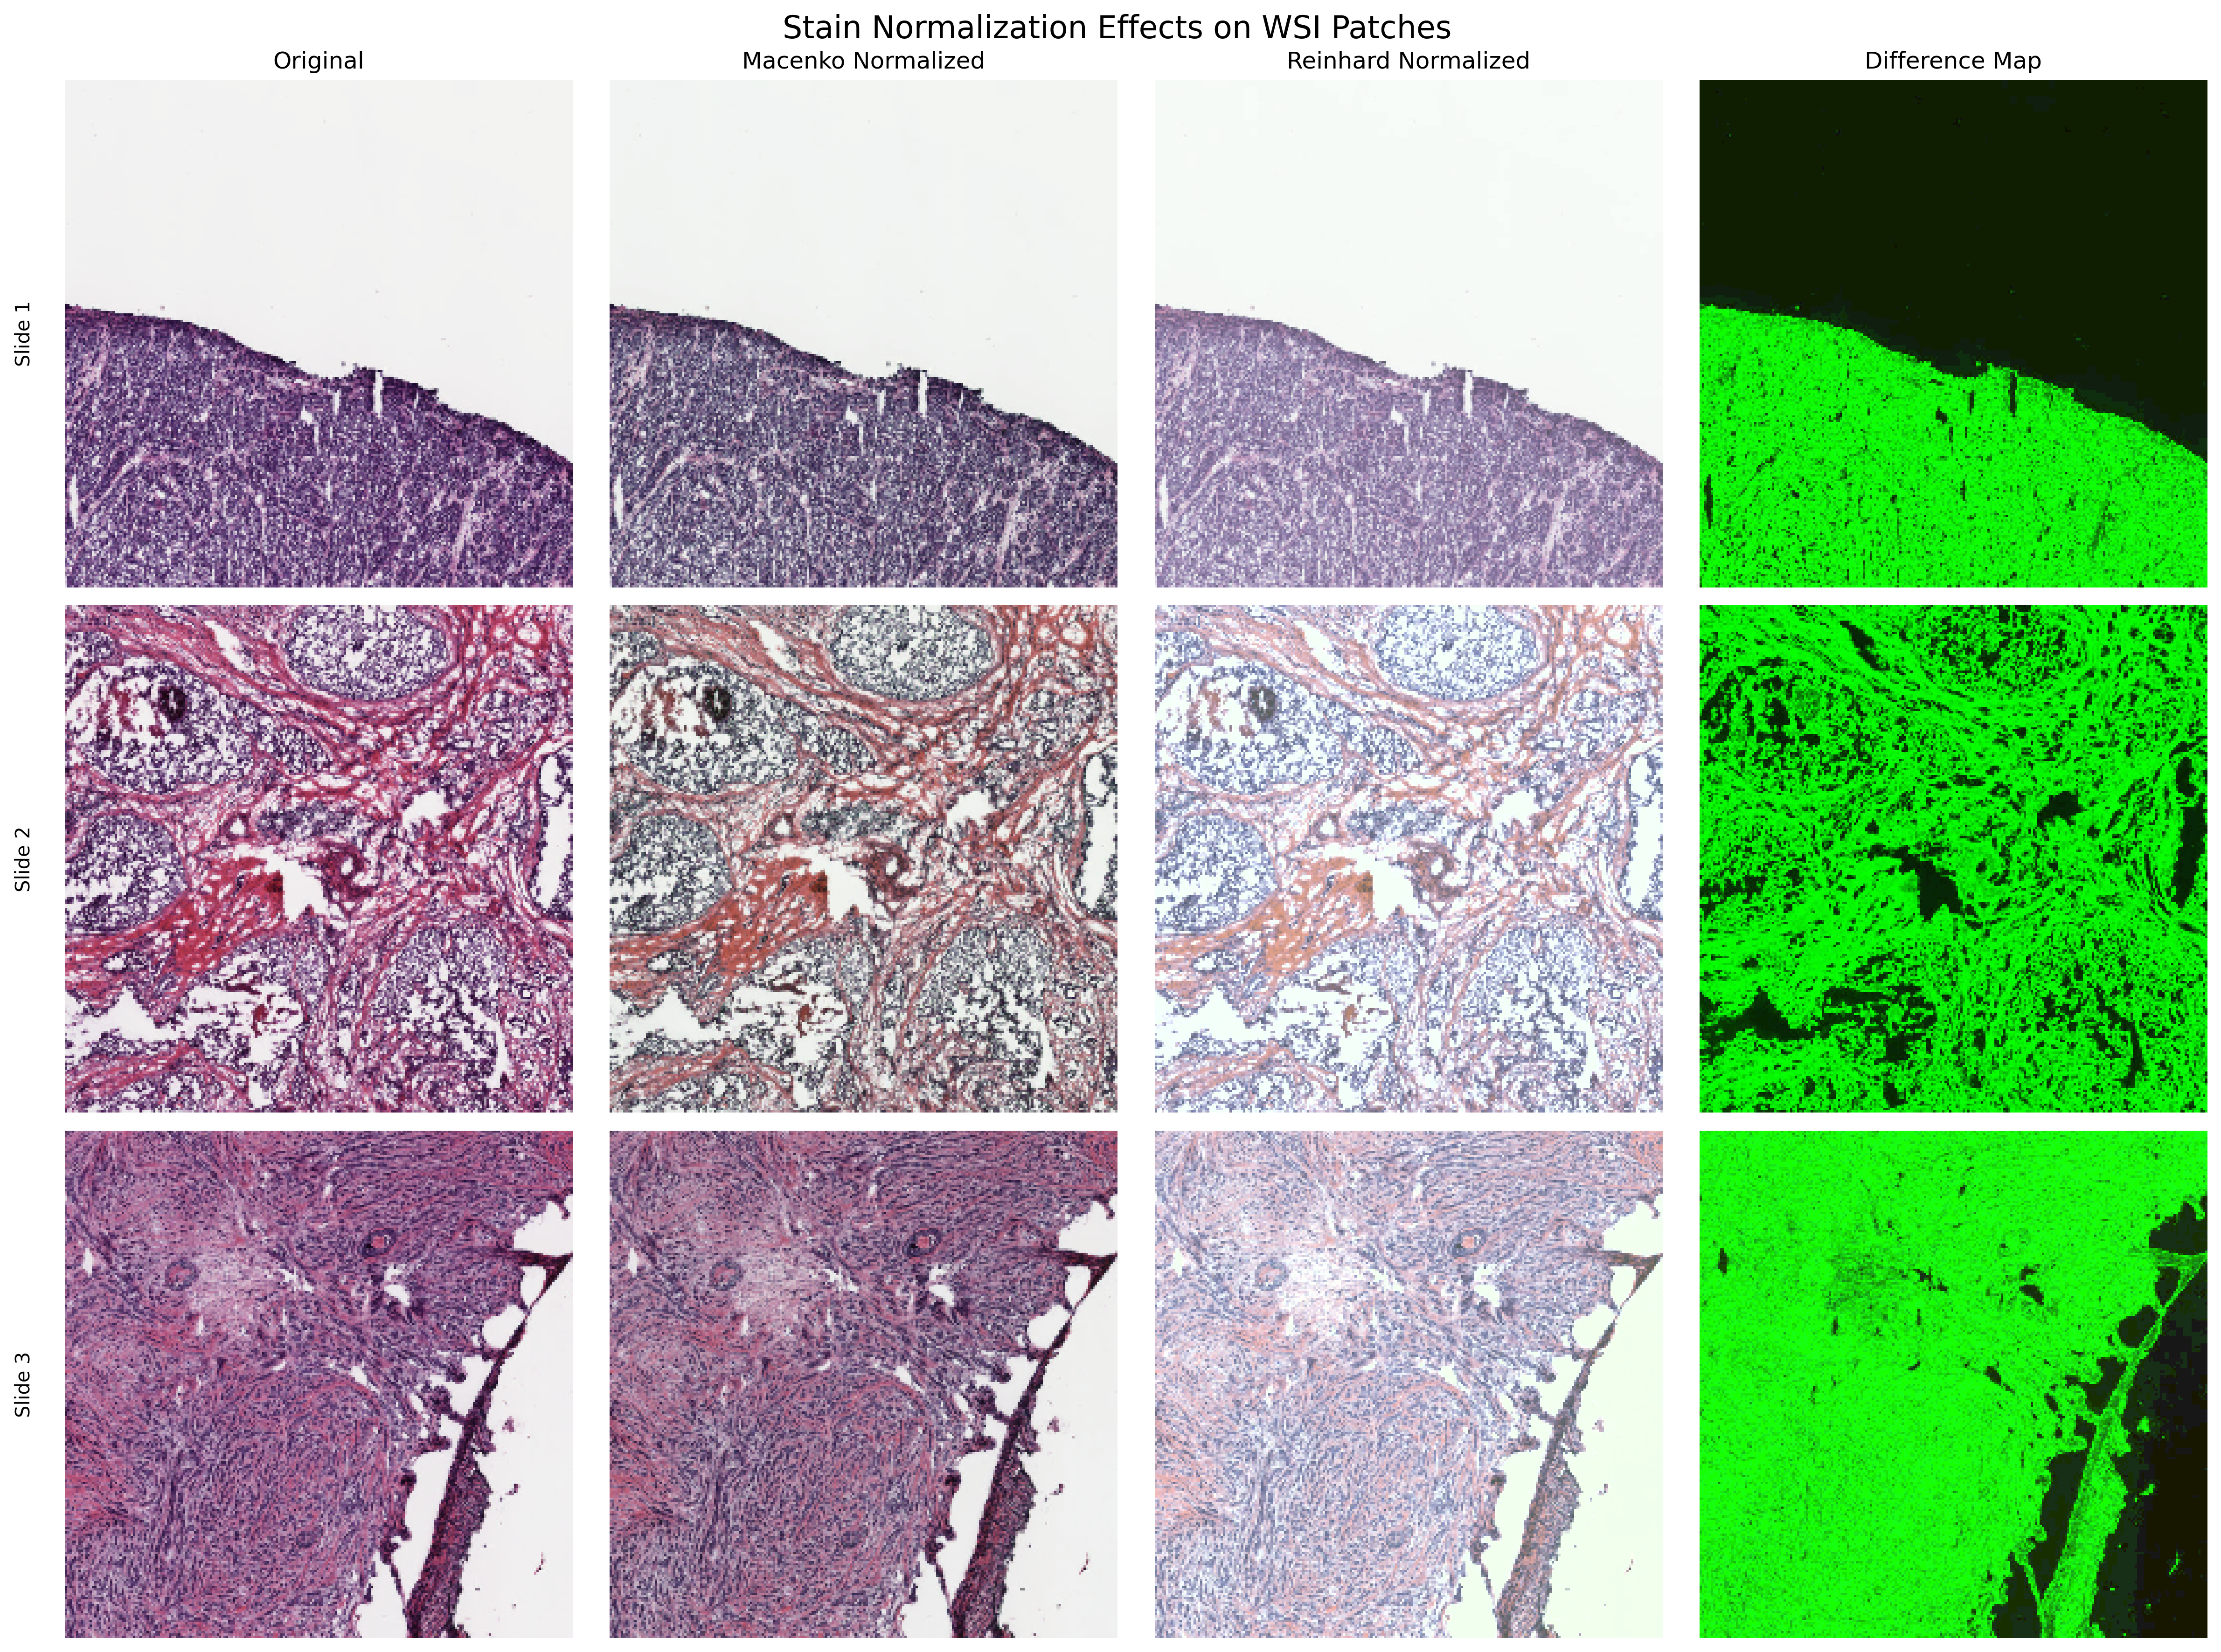 Stain Normalization Effects on WSI Patches
Original
Macenko Normalized
Reinhard Normalized
Difference Map
Slide 1
Slide 2
Slide 3